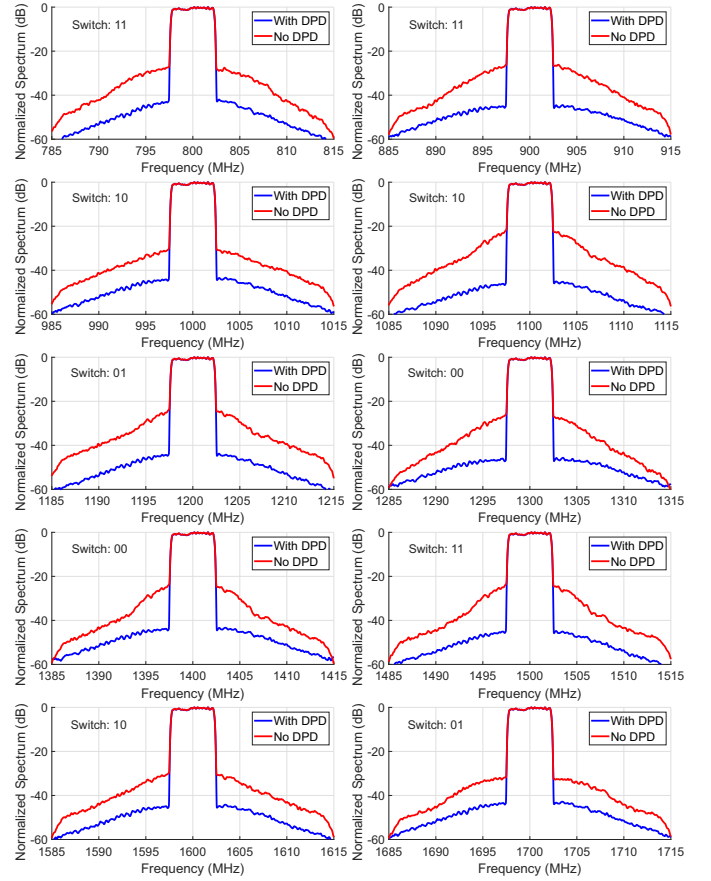 Normalized Spectrum (dB)
0
-20
-40
-60
Switch: 11
With DPD
No DPD
785 790 795 800 805 810 815
Frequency (MHz)
Normalized Spectrum (dB)
0
-20
-40
-60
Switch: 11
With DPD
No DPD
885 890 895 900 905 910 915
Frequency (MHz)
Normalized Spectrum (dB)
0
-20
-40
-60
Switch: 10
With DPD
No DPD
985 990 995 1000 1005 1010 1015
Frequency (MHz)
Normalized Spectrum (dB)
0
-20
-40
-60
Switch: 10
With DPD
No DPD
1085 1090 1095 1100 1105 1110 1115
Frequency (MHz)
Normalized Spectrum (dB)
0
-20
-40
-60
Switch: 01
With DPD
No DPD
1185 1190 1195 1200 1205 1210 1215
Frequency (MHz)
Normalized Spectrum (dB)
0
-20
-40
-60
Switch: 00
With DPD
No DPD
1285 1290 1295 1300 1305 1310 1315
Frequency (MHz)
Normalized Spectrum (dB)
0
-20
-40
-60
Switch: 00
With DPD
No DPD
1385 1390 1395 1400 1405 1410 1415
Frequency (MHz)
Normalized Spectrum (dB)
0
-20
-40
-60
Switch: 11
With DPD
No DPD
1485 1490 1495 1500 1505 1510 1515
Frequency (MHz)
Normalized Spectrum (dB)
0
-20
-40
-60
Switch: 10
With DPD
No DPD
1585 1590 1595 1600 1605 1610 1615
Frequency (MHz)
Normalized Spectrum (dB)
0
-20
-40
-60
Switch: 01
With DPD
No DPD
1685 1690 1695 1700 1705 1710 1715
Frequency (MHz)